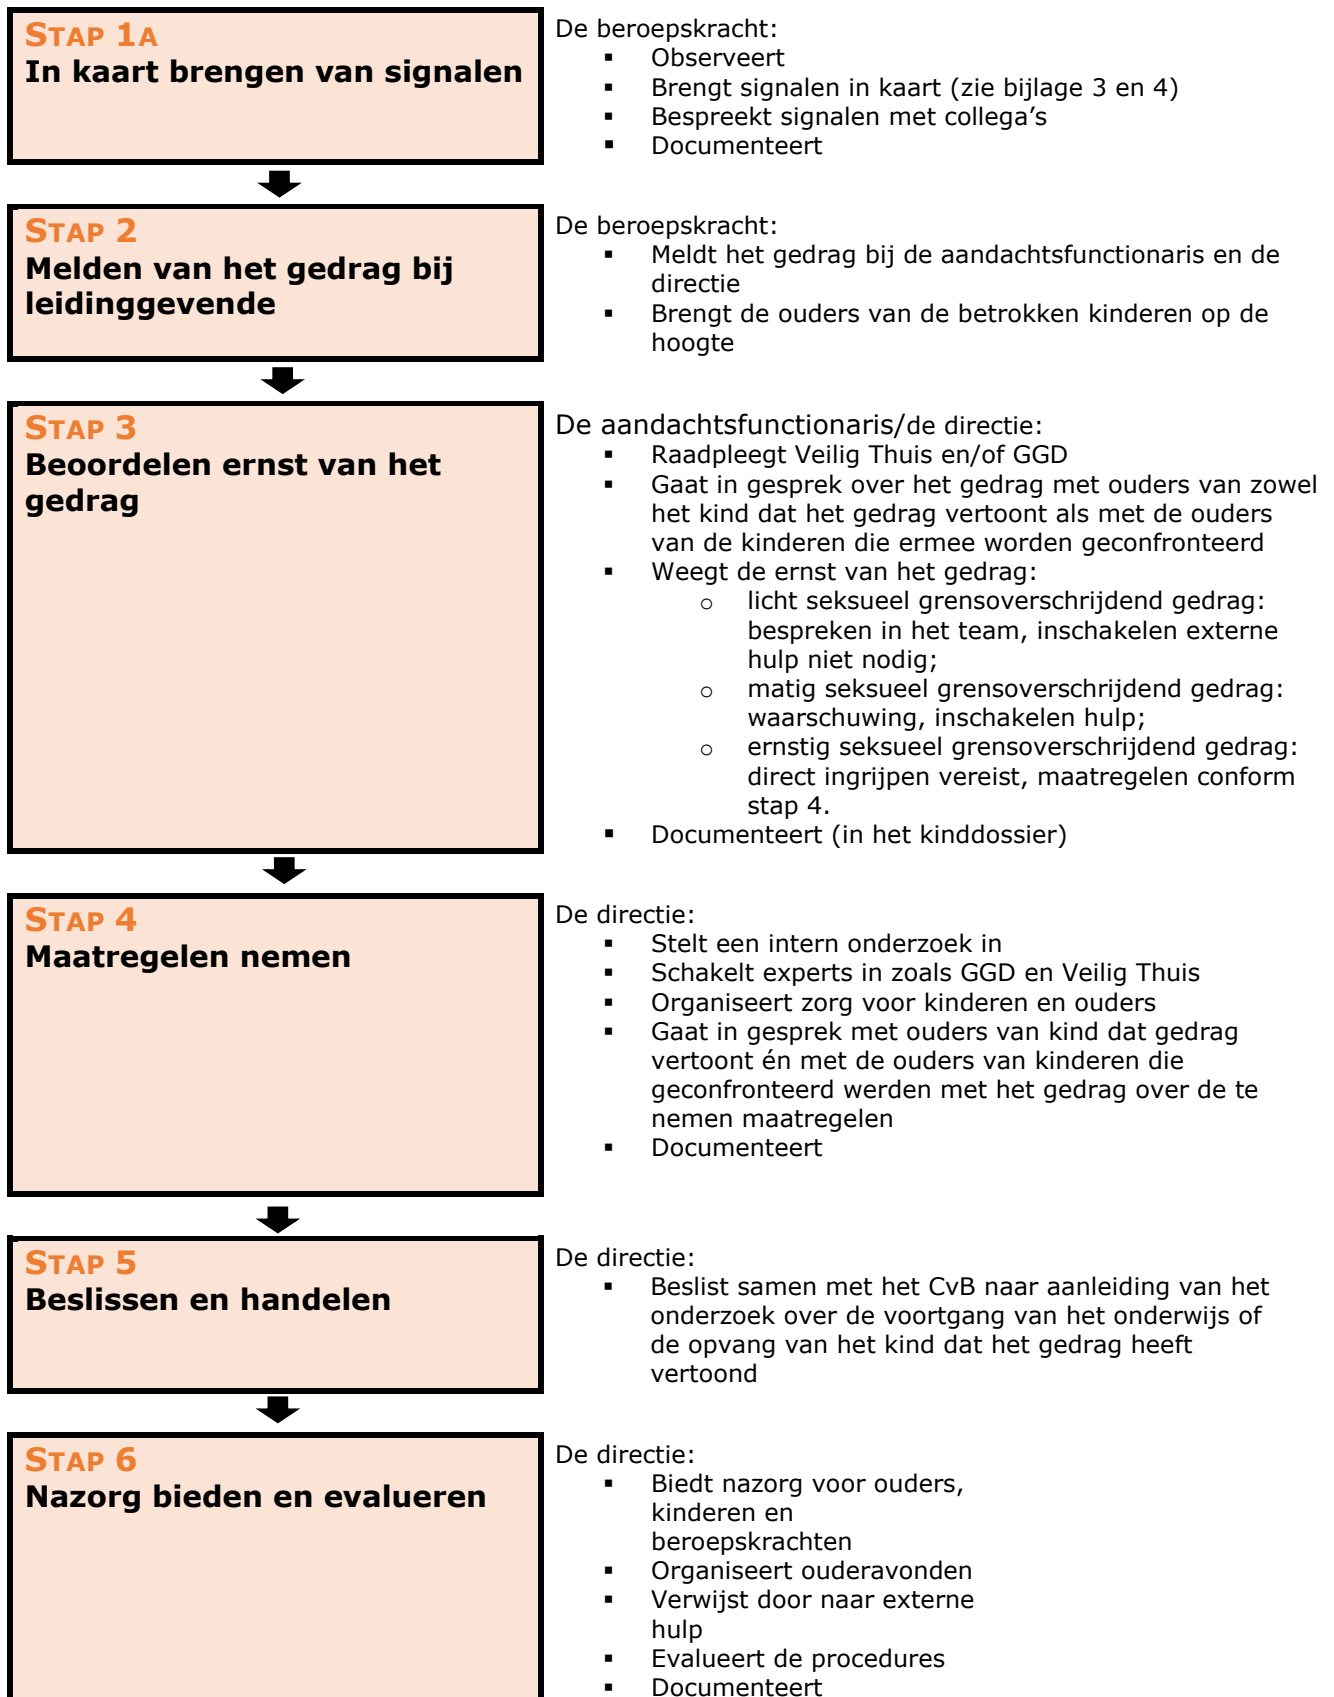 STAP 1A
In kaart brengen van signalen
De beroepskracht:
▪ Observeert
▪ Brengt signalen in kaart (zie bijlage 3 en 4)
▪ Bespreekt signalen met collega’s
▪ Documenteert
STAP 2
Melden van het gedrag bij
leidinggevende
De beroepskracht:
▪ Meldt het gedrag bij de aandachtsfunctionaris en de
directie
▪ Brengt de ouders van de betrokken kinderen op de
hoogte
STAP 3
Beoordelen ernst van het
gedrag
De aandachtsfunctionaris/de directie:
▪ Raadpleegt Veilig Thuis en/of GGD
▪ Gaat in gesprek over het gedrag met ouders van zowel
het kind dat het gedrag vertoont als met de ouders
van de kinderen die ermee worden geconfronteerd
▪ Weegt de ernst van het gedrag:
o licht seksueel grensoverschrijdend gedrag:
bespreken in het team, inschakelen externe
hulp niet nodig;
o matig seksueel grensoverschrijdend gedrag:
waarschuwing, inschakelen hulp;
o ernstig seksueel grensoverschrijdend gedrag:
direct ingrijpen vereist, maatregelen conform
stap 4.
▪ Documenteert (in het kinddossier)
STAP 4
Maatregelen nemen
De directie:
▪ Stelt een intern onderzoek in
▪ Schakelt experts in zoals GGD en Veilig Thuis
▪ Organiseert zorg voor kinderen en ouders
▪ Gaat in gesprek met ouders van kind dat gedrag
vertoont én met de ouders van kinderen die
geconfronteerd werden met het gedrag over de te
nemen maatregelen
▪ Documenteert
STAP 5
Beslissen en handelen
De directie:
▪ Beslist samen met het CvB naar aanleiding van het
onderzoek over de voortgang van het onderwijs of
de opvang van het kind dat het gedrag heeft
vertoond
STAP 6
Nazorg bieden en evalueren
De directie:
▪ Biedt nazorg voor ouders,
kinderen en
beroepskrachten
▪ Organiseert ouderavonden
▪ Verwijst door naar externe
hulp
▪ Evalueert de procedures
▪ Documenteert